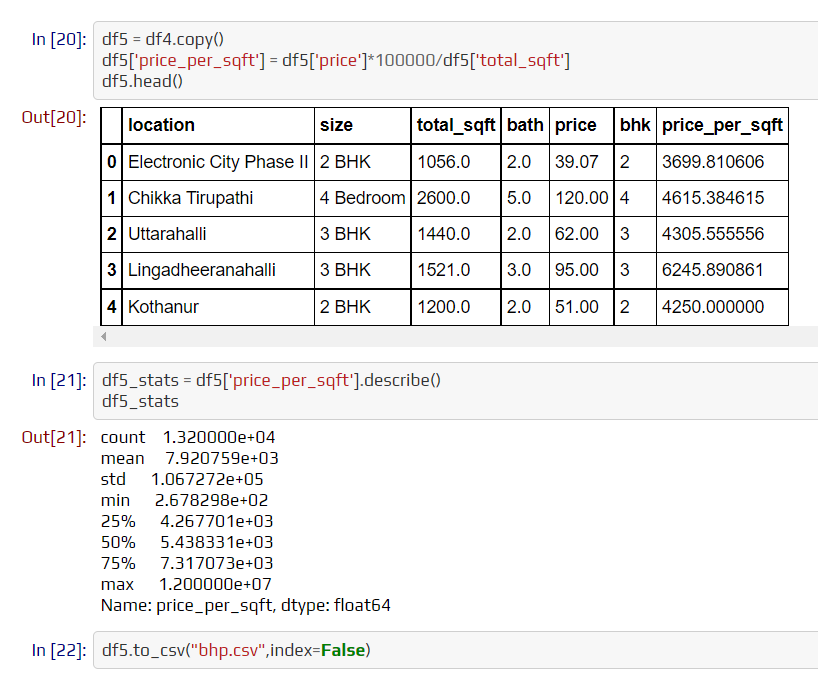 In [20]: df5 = df4.copy()
df5['price_per_sqft'] = df5['price']*100000/df5['total_sqft']
df5.head()
Out[20]:
location size total_sqft bath price bhk price_per_sqft
0 Electronic City Phase II 2 BHK 1056.0 2.0 39.07 2 3699.810606
1 Chikka Tirupathi 4 Bedroom 2600.0 5.0 120.00 4 4615.384615
2 Uttarahalli 3 BHK 1440.0 2.0 62.00 3 4305.555556
3 Lingadheeranahalli 3 BHK 1521.0 3.0 95.00 3 6245.890861
4 Kothanur 2 BHK 1200.0 2.0 51.00 2 4250.000000
In [21]: df5_stats = df5['price_per_sqft'].describe()
df5_stats
Out[21]: count 1.320000e+04
mean 7.920759e+03
std 1.067272e+05
min 2.678298e+02
25% 4.267701e+03
50% 5.438331e+03
75% 7.317073e+03
max 1.200000e+07
Name: price_per_sqft, dtype: float64
In [22]: df5.to_csv("bhp.csv",index=False)